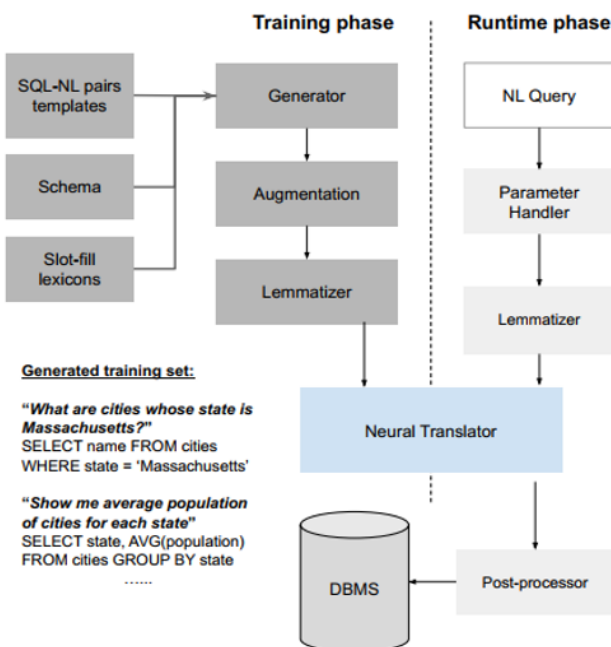 Training phase
Runtime phase
SQL-NL pairs
templates
Schema
Slot-fill
lexicons
Generator
Augmentation
Lemmatizer
NL Query
Parameter
Handler
Lemmatizer
Generated training set:
“What are cities whose state is
Massachusetts?”
SELECT name FROM cities
WHERE state = ‘Massachusetts’
“Show me average population
of cities for each state”
SELECT state, AVG(population)
FROM cities GROUP BY state
......
Neural Translator
DBMS
Post-processor